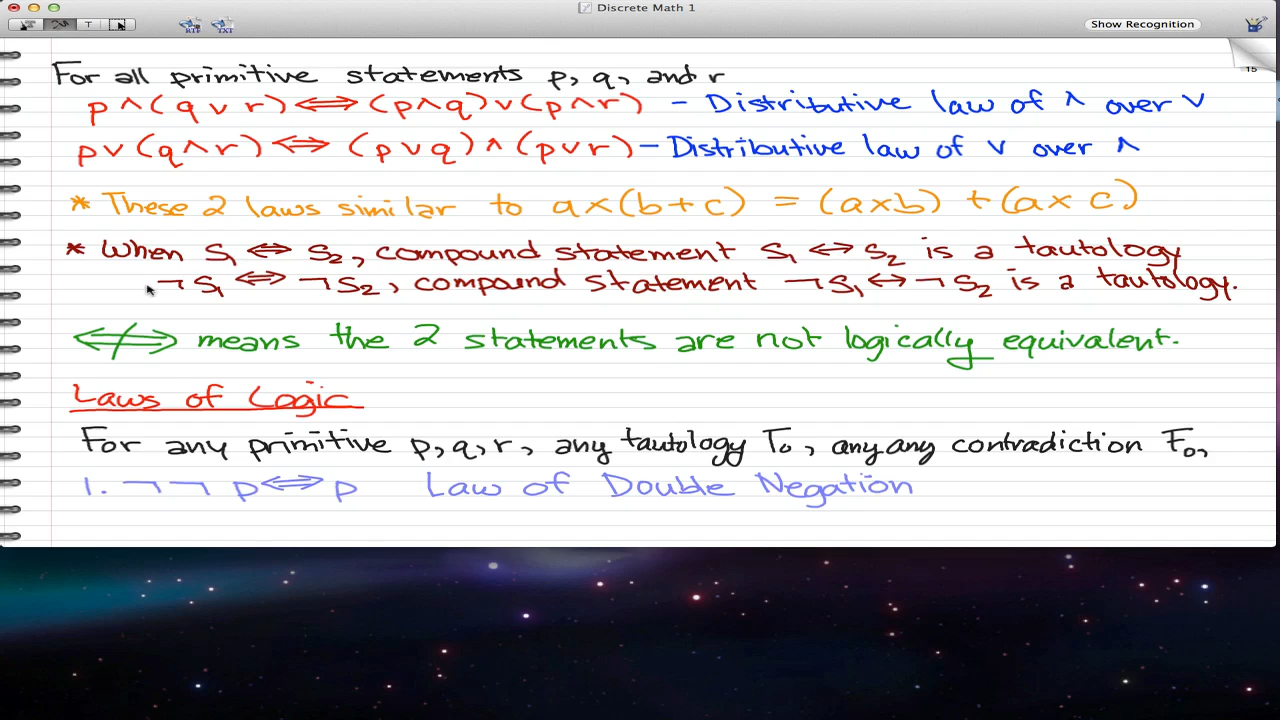 Discrete Math 1
T
RTF
TXT
Show Recognition
15
For all primitive statements p, q, and r
p ∧ (q ∨ r) ⟺ (p ∧ q) ∨ (p ∧ r) - Distributive law of ∧ over ∨
p ∨ (q ∧ r) ⟺ (p ∨ q) ∧ (p ∨ r) - Distributive law of ∨ over ∧
* These 2 laws similar to a × (b + c) = (a × b) + (a × c)
* When S₁ ⟺ S₂, compound statement S₁ ↔ S₂ is a tautology
¬S₁ ⟺ ¬S₂, compound statement ¬S₁ ↔ ¬S₂ is a tautology.
⇎ means the 2 statements are not logically equivalent.
Laws of Logic
For any primitive p, q, r, any tautology T₀, any any contradiction F₀,
1. ¬¬p ⟺ p Law of Double Negation